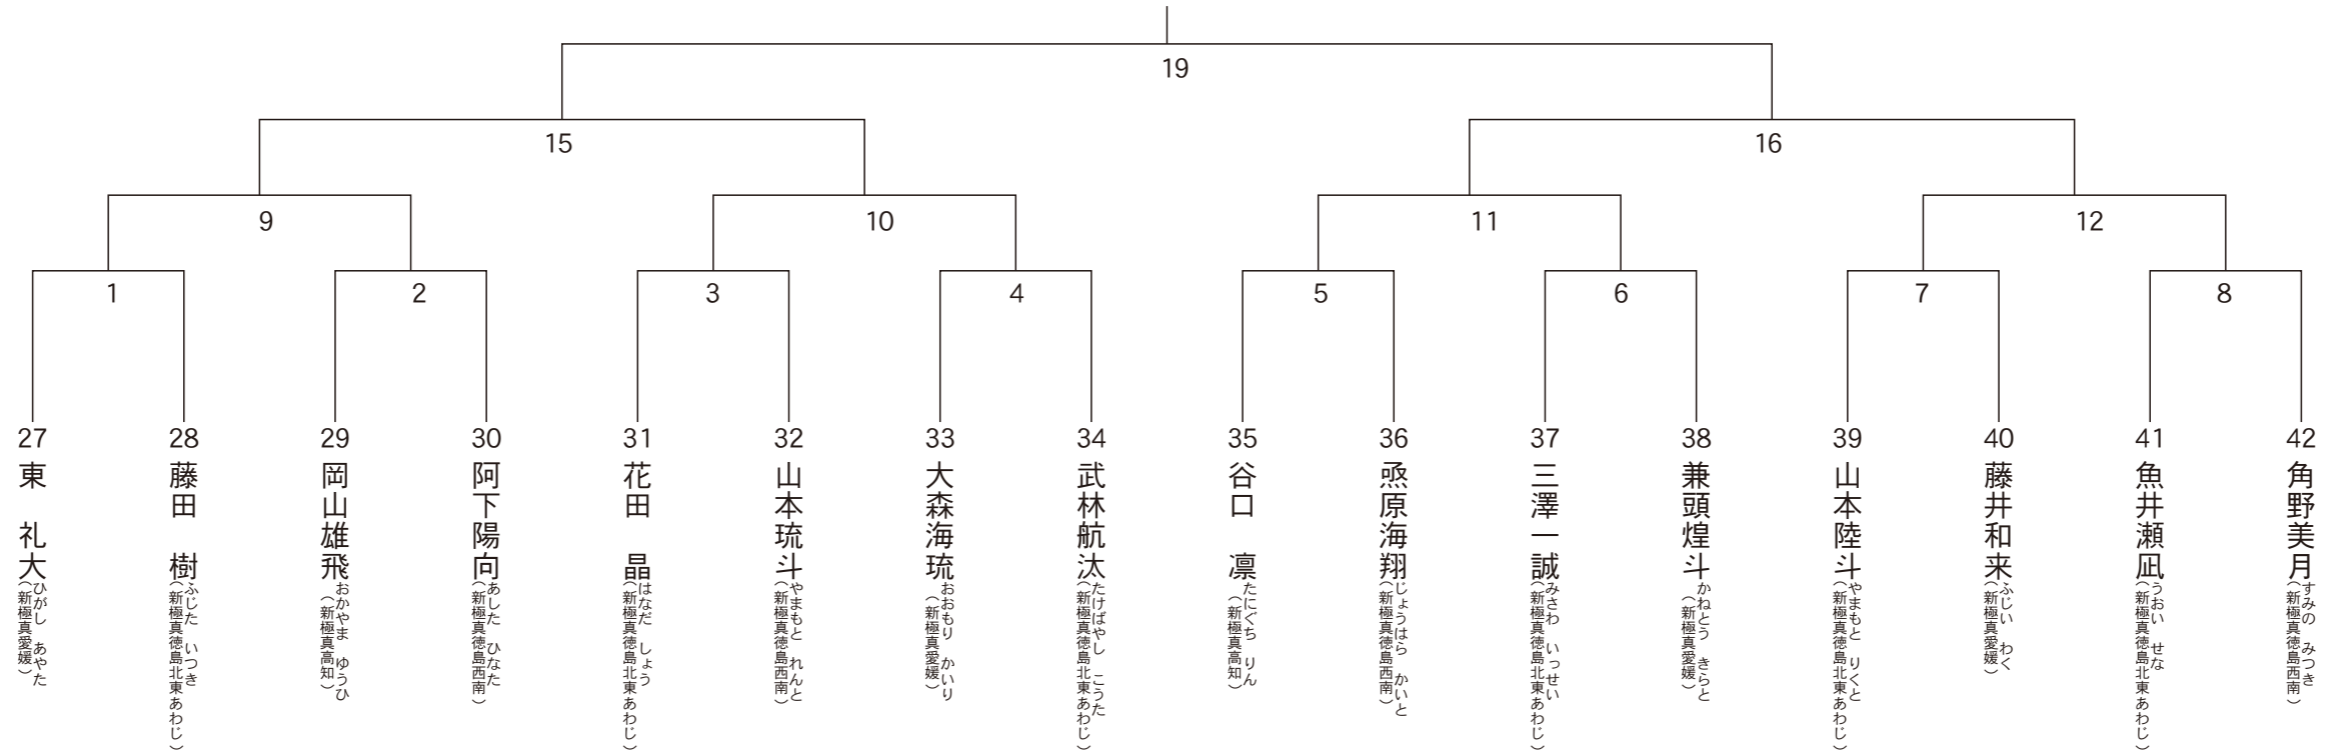 19
15
16
9
10
11
12
1
2
3
4
5
6
7
8
27
東　礼大
ひがし　あやた
（新極真愛媛）
28
藤田　樹
ふじた　いつき
（新極真徳島北東あわじ）
29
岡山雄飛
おかやま　ゆうひ
（新極真高知）
30
阿下陽向
あした　ひなた
（新極真徳島西南）
31
花田　晶
はなだ　しょう
（新極真徳島北東あわじ）
32
山本琉斗
やまもと　れんと
（新極真徳島西南）
33
大森海琉
おおもり　かいり
（新極真愛媛）
34
武林航汰
たけばやし　こうた
（新極真徳島北東あわじ）
35
谷口　凛
たにぐち　りん
（新極真高知）
36
烝原海翔
じょうはら　かいと
（新極真徳島西南）
37
三澤一誠
みさわ　いっせい
（新極真徳島北東あわじ）
38
兼頭煌斗
かねとう　きらと
（新極真愛媛）
39
山本陸斗
やまもと　りくと
（新極真徳島北東あわじ）
40
藤井和来
ふじい　わく
（新極真愛媛）
41
魚井瀬凪
うおい　せな
（新極真徳島北東あわじ）
42
角野美月
すみの　みつき
（新極真徳島西南）